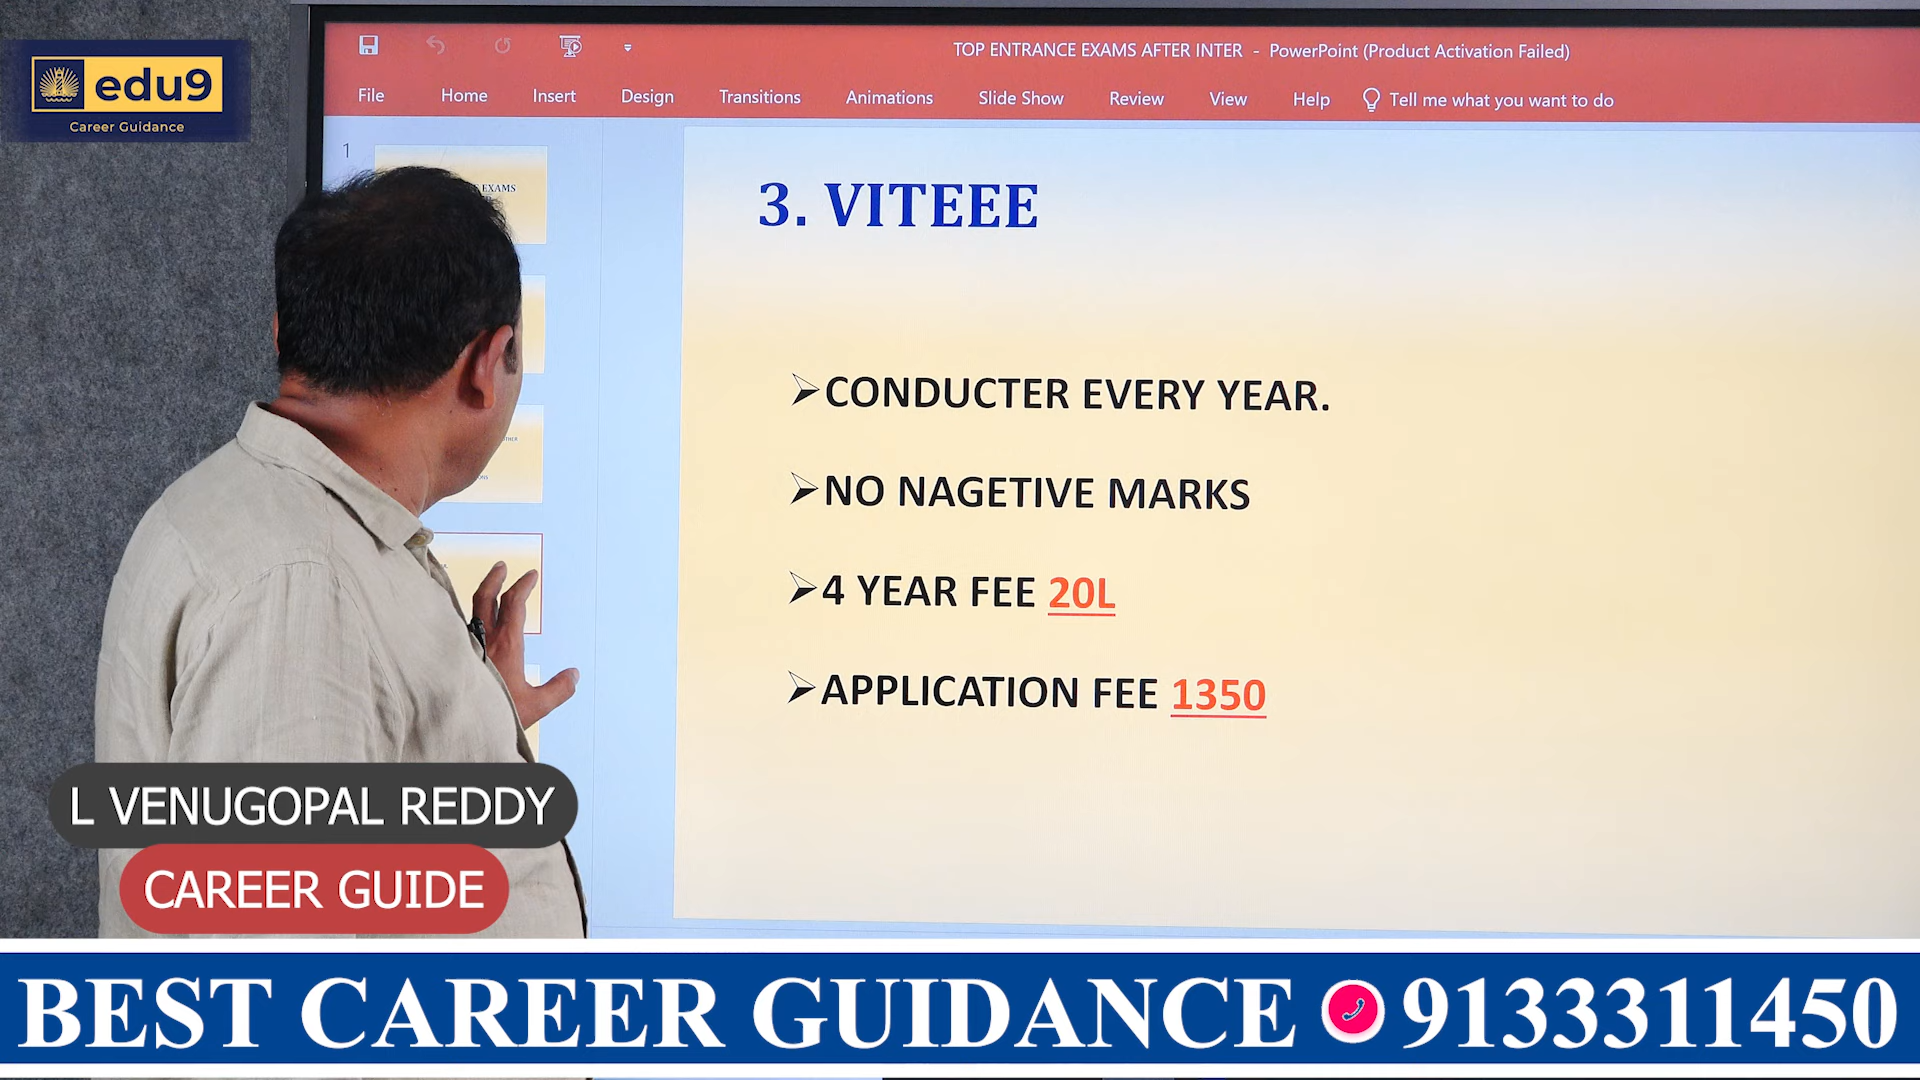 edu9
Career Guidance
TOP ENTRANCE EXAMS AFTER INTER - PowerPoint (Product Activation Failed)
File Home Insert Design Transitions Animations Slide Show Review View Help Tell me what you want to do
1
EXAMS
3. VITEEE
➢CONDUCTER EVERY YEAR.
➢NO NAGETIVE MARKS
➢4 YEAR FEE 20L
➢APPLICATION FEE 1350
L VENUGOPAL REDDY
CAREER GUIDE
BEST CAREER GUIDANCE 9133311450